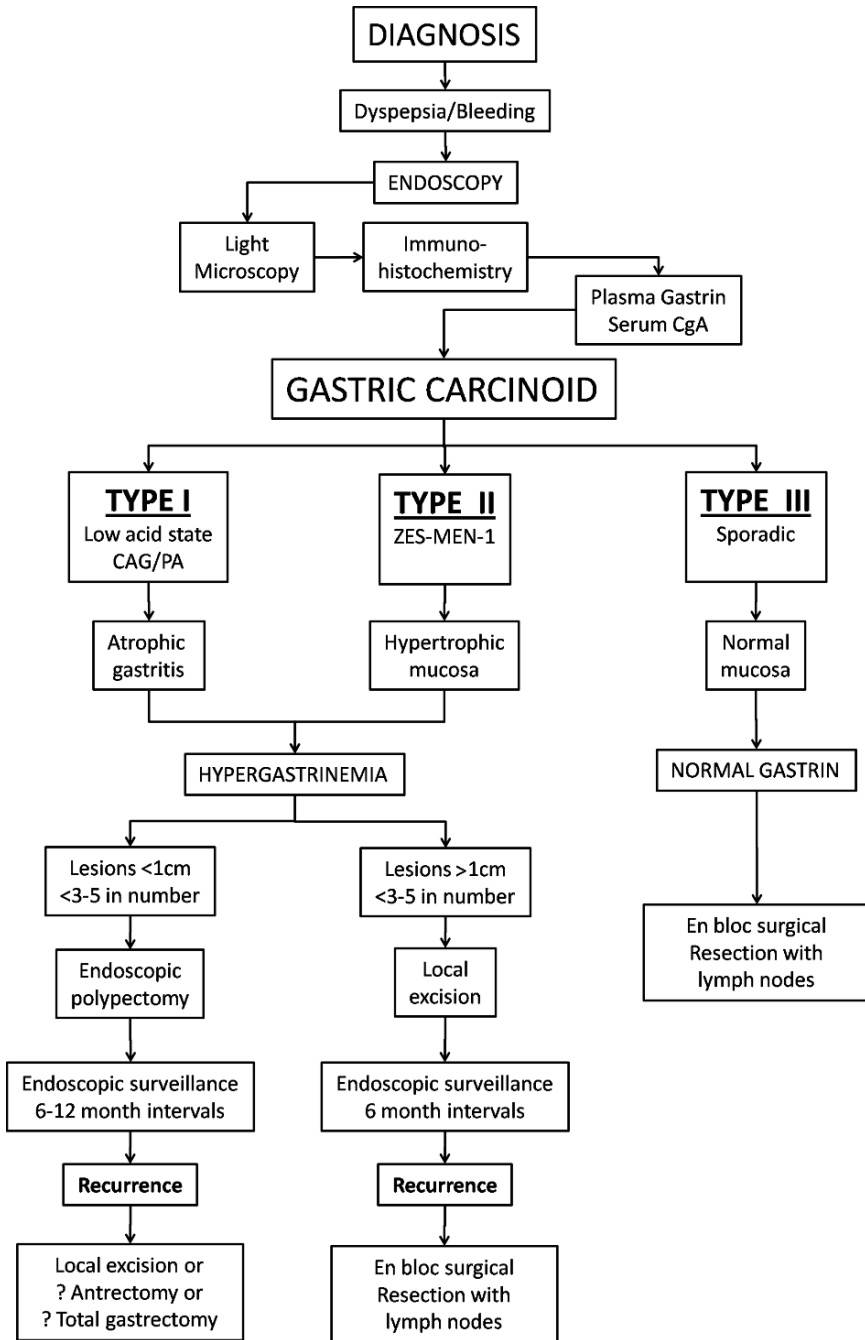 DIAGNOSIS
Dyspepsia/Bleeding
ENDOSCOPY
Light
Microscopy
Immuno-
histochemistry
Plasma Gastrin
Serum CgA
GASTRIC CARCINOID
TYPE I
Low acid state
CAG/PA
TYPE II
ZES-MEN-1
TYPE III
Sporadic
Atrophic
gastritis
Hypertrophic
mucosa
Normal
mucosa
HYPERGASTRINEMIA
NORMAL GASTRIN
Lesions <1cm
<3-5 in number
Lesions >1cm
<3-5 in number
En bloc surgical
Resection with
lymph nodes
Endoscopic
polypectomy
Local
excision
Endoscopic surveillance
6-12 month intervals
Endoscopic surveillance
6 month intervals
Recurrence
Recurrence
Local excision or
? Antrectomy or
? Total gastrectomy
En bloc surgical
Resection with
lymph nodes